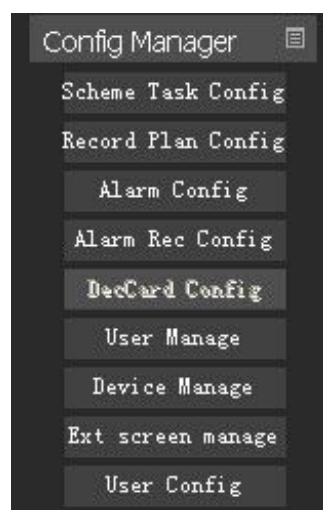 Config Manager
Scheme Task Config
Record Plan Config
Alarm Config
Alarm Rec Config
DecCard Config
User Manage
Device Manage
Ext screen manage
User Config